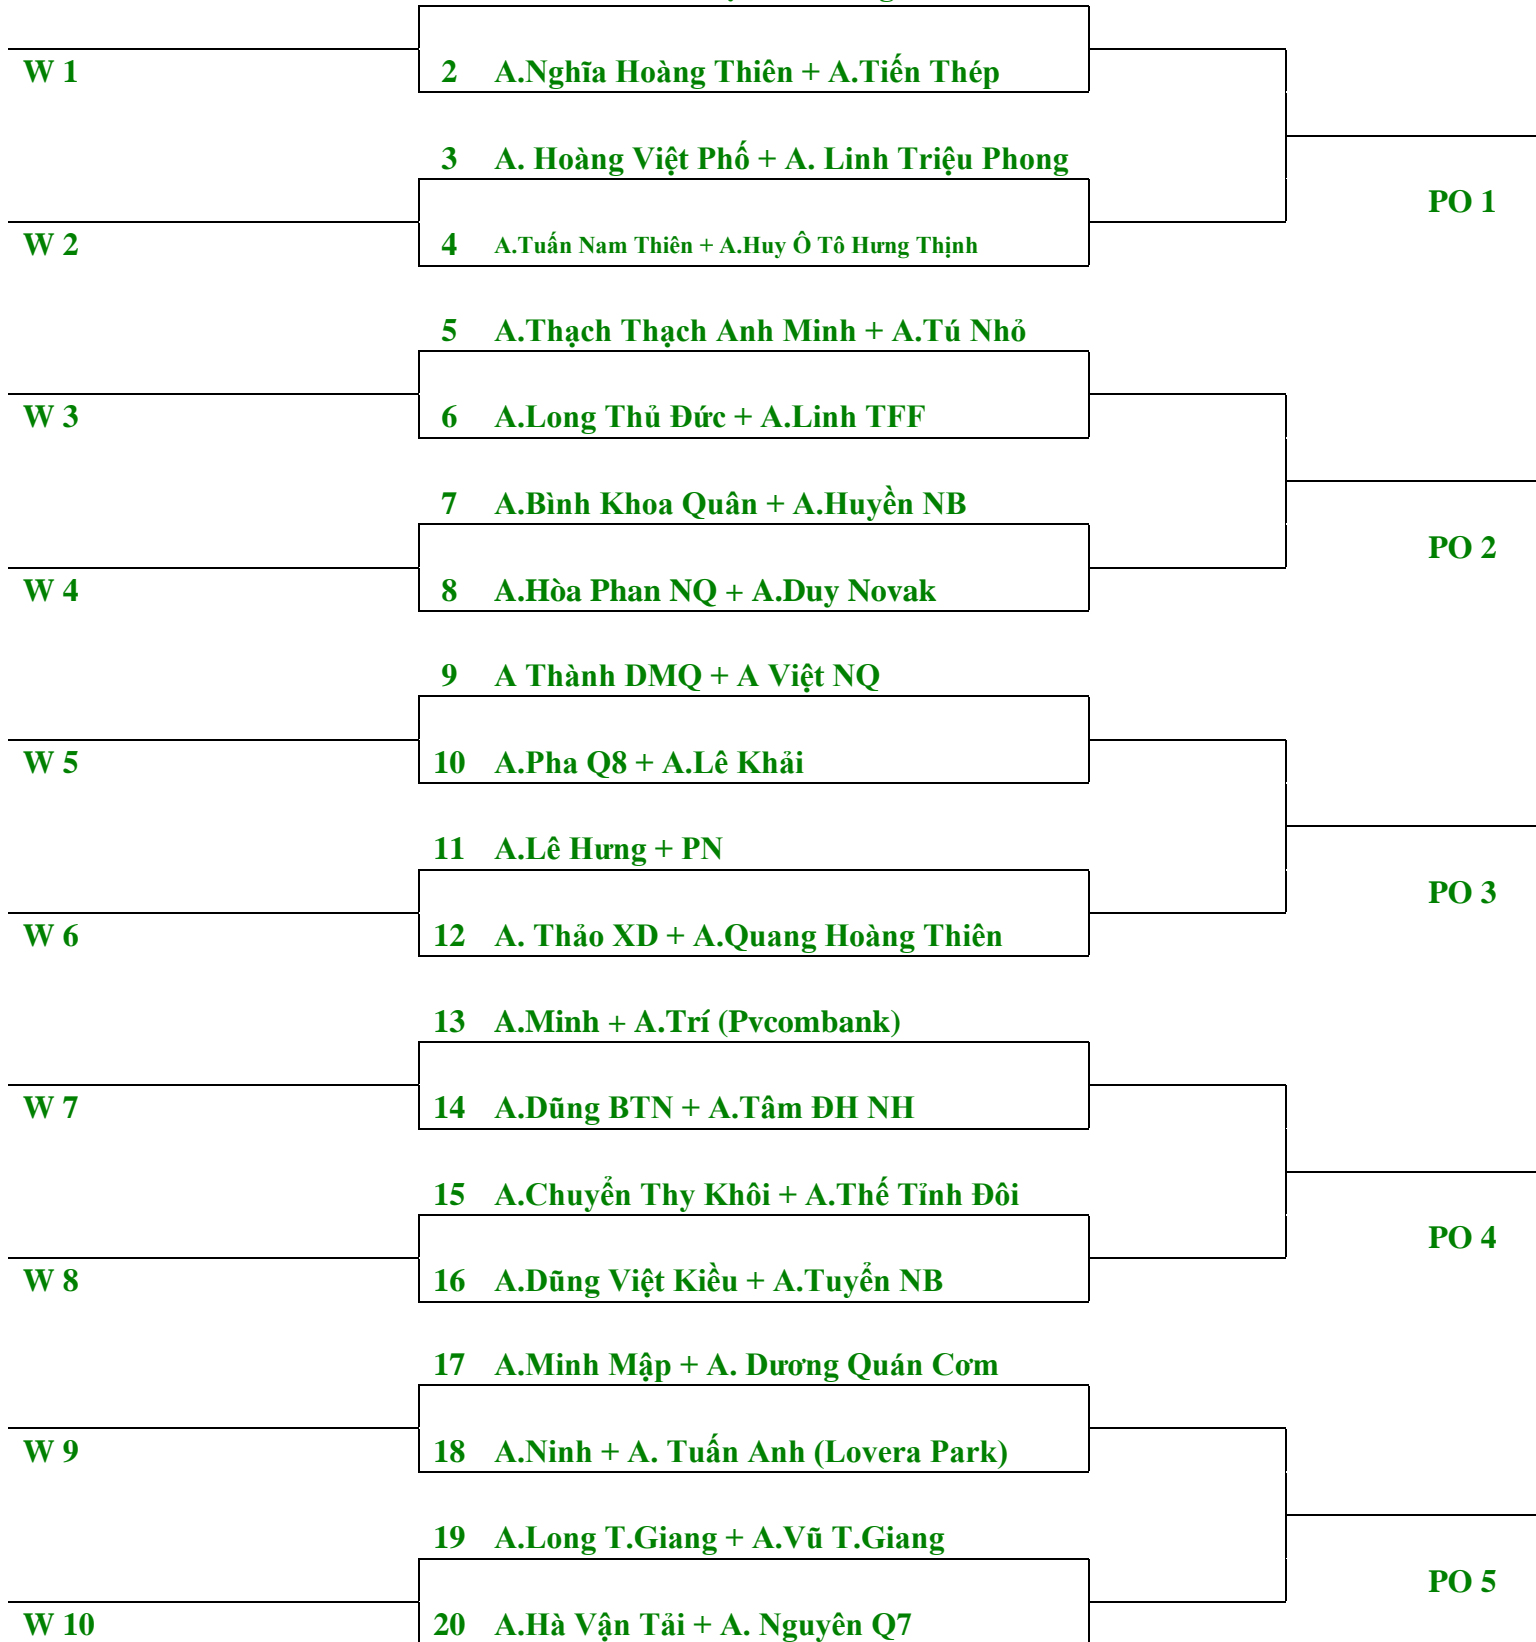 W 1
2 A.Nghĩa Hoàng Thiên + A.Tiến Thép
3 A. Hoàng Việt Phố + A. Linh Triệu Phong
PO 1
W 2
4 A.Tuấn Nam Thiên + A.Huy Ô Tô Hưng Thịnh
5 A.Thạch Thạch Anh Minh + A.Tú Nhỏ
W 3
6 A.Long Thủ Đức + A.Linh TFF
7 A.Bình Khoa Quân + A.Huyền NB
PO 2
W 4
8 A.Hòa Phan NQ + A.Duy Novak
9 A Thành DMQ + A Việt NQ
W 5
10 A.Pha Q8 + A.Lê Khải
11 A.Lê Hưng + PN
PO 3
W 6
12 A. Thảo XD + A.Quang Hoàng Thiên
13 A.Minh + A.Trí (Pvcombank)
W 7
14 A.Dũng BTN + A.Tâm ĐH NH
15 A.Chuyển Thy Khôi + A.Thế Tỉnh Đôi
PO 4
W 8
16 A.Dũng Việt Kiều + A.Tuyển NB
17 A.Minh Mập + A. Dương Quán Cơm
W 9
18 A.Ninh + A. Tuấn Anh (Lovera Park)
19 A.Long T.Giang + A.Vũ T.Giang
PO 5
W 10
20 A.Hà Vận Tải + A. Nguyên Q7